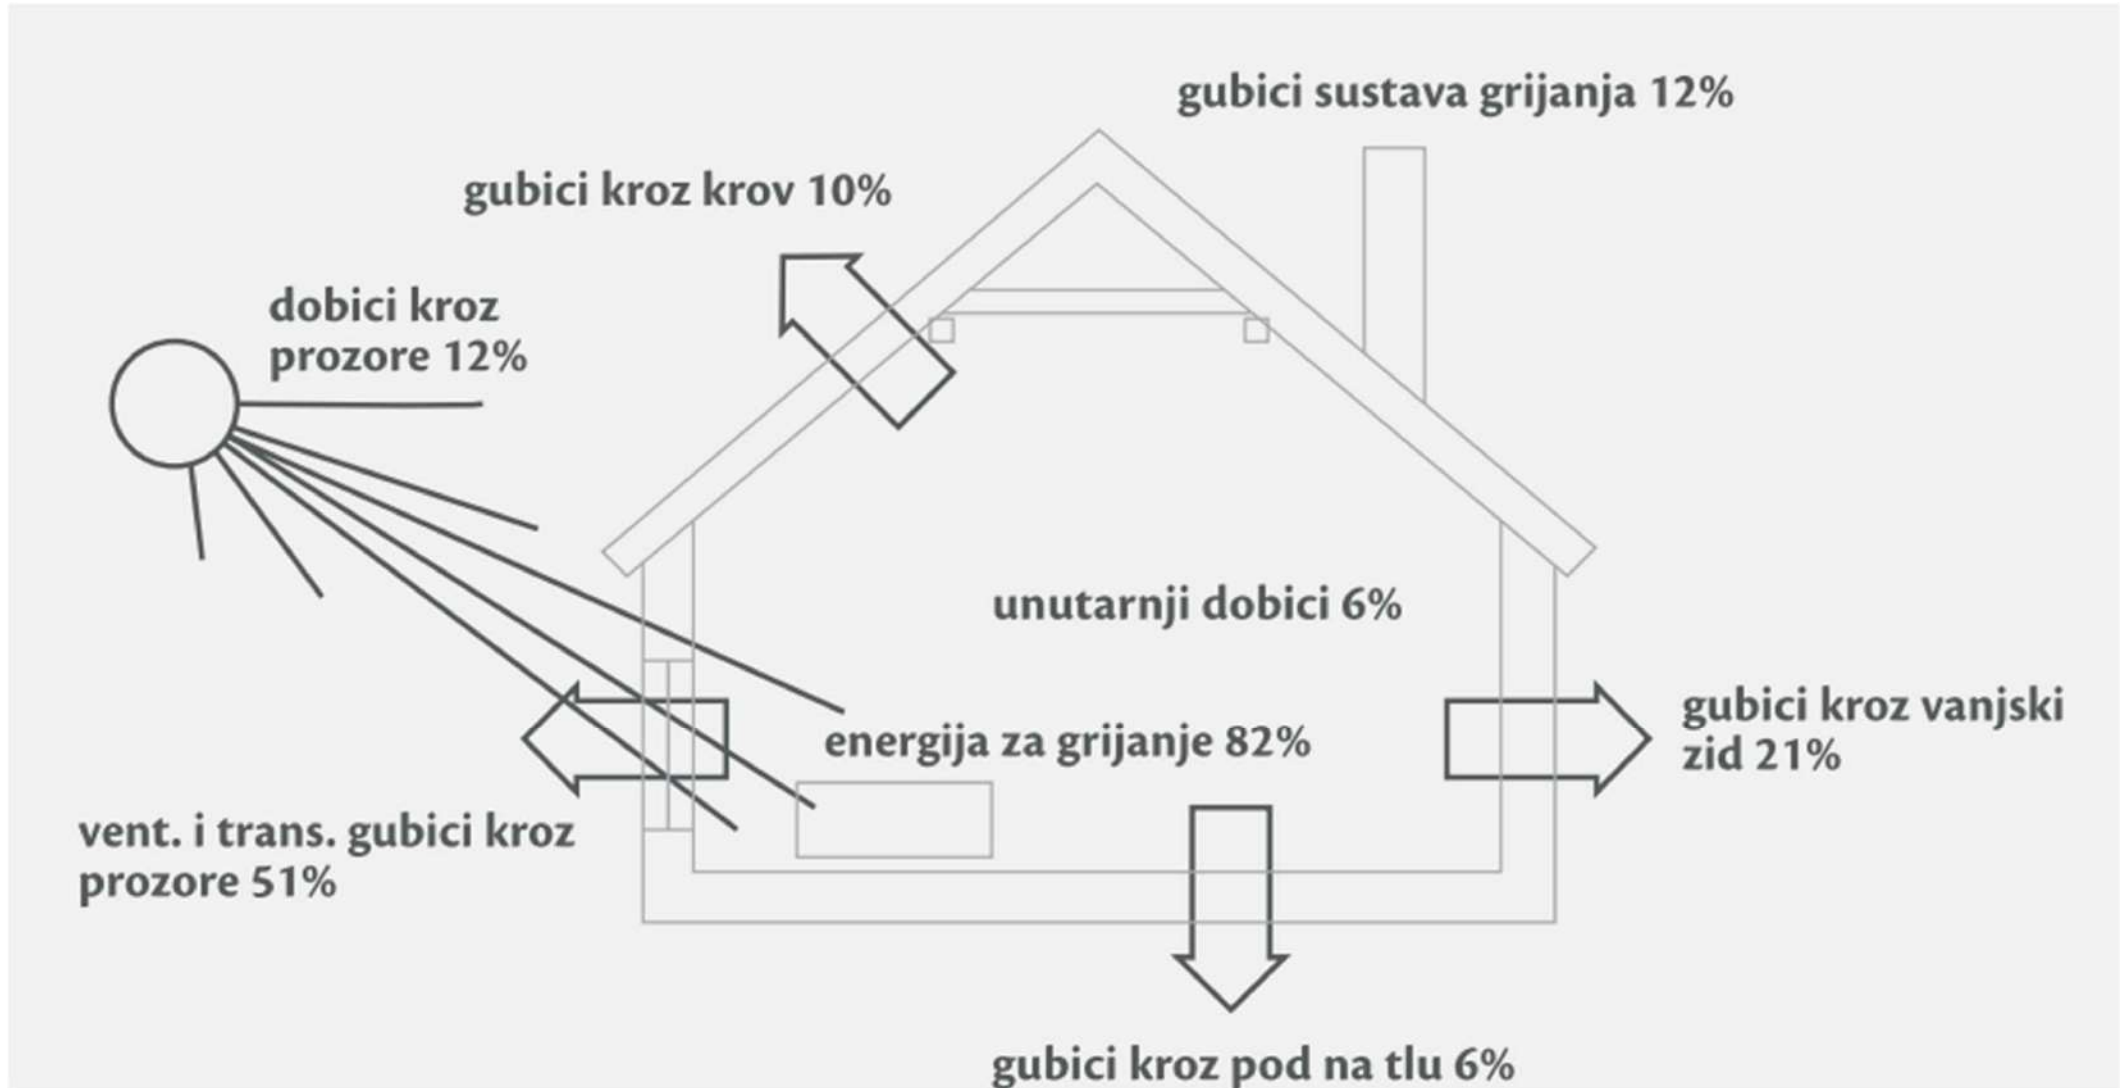 gubici sustava grijanja 12%
gubici kroz krov 10%
dobici kroz
prozore 12%
unutarnji dobici 6%
energija za grijanje 82%
gubici kroz vanjski
zid 21%
vent. i trans. gubici kroz
prozore 51%
gubici kroz pod na tlu 6%